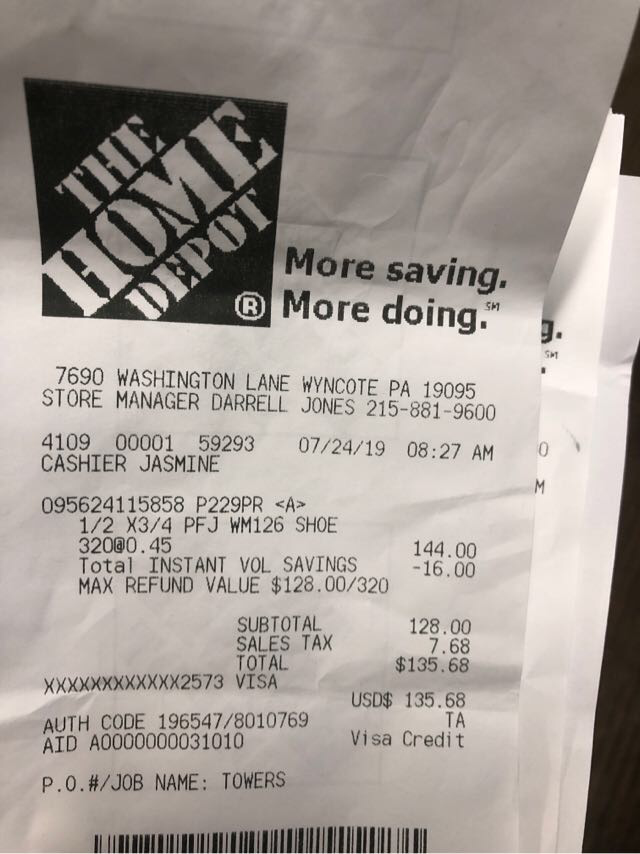 THE
HOME
DEPOT
®
More saving.
More doing.℠
7690 WASHINGTON LANE WYNCOTE PA 19095
STORE MANAGER DARRELL JONES 215-881-9600
4109 00001 59293 07/24/19 08:27 AM
CASHIER JASMINE
095624115858 P229PR <A>
1/2 X3/4 PFJ WM126 SHOE
320@0.45 144.00
Total INSTANT VOL SAVINGS -16.00
MAX REFUND VALUE $128.00/320
SUBTOTAL 128.00
SALES TAX 7.68
TOTAL $135.68
XXXXXXXXXXXX2573 VISA
USD$ 135.68
AUTH CODE 196547/8010769 TA
AID A0000000031010 Visa Credit
P.O.#/JOB NAME: TOWERS
g.
℠
.
0
M